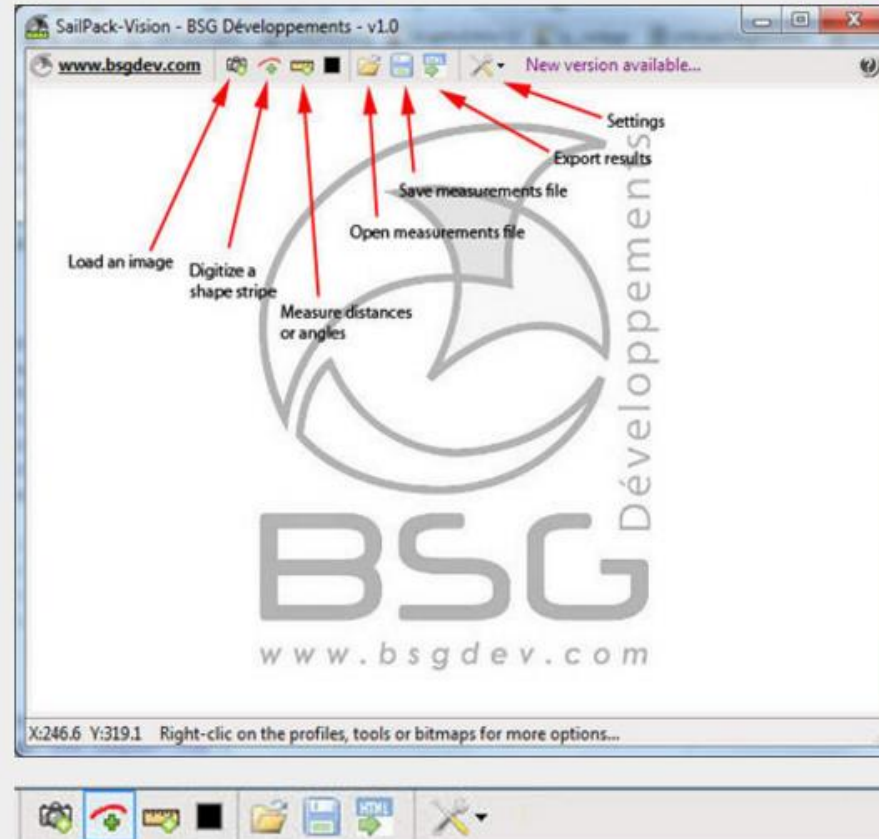 SailPack-Vision - BSG Développements - v1.0
www.bsgdev.com New version available...
Settings
Export results
Save measurements file
Open measurements file
Load an image
Digitize a
shape stripe
Measure distances
or angles
Développements
BSG
www.bsgdev.com
X:246.6 Y:319.1 Right-clic on the profiles, tools or bitmaps for more options...
HTML